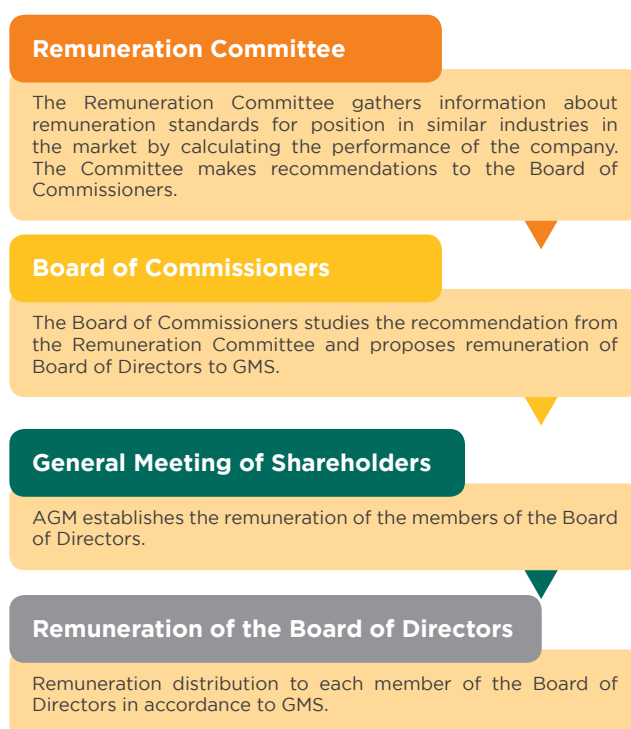 Remuneration Committee
The Remuneration Committee gathers information about
remuneration standards for position in similar industries in
the market by calculating the performance of the company.
The Committee makes recommendations to the Board of
Commissioners.
Board of Commissioners
The Board of Commissioners studies the recommendation from
the Remuneration Committee and proposes remuneration of
Board of Directors to GMS.
General Meeting of Shareholders
AGM establishes the remuneration of the members of the Board
of Directors.
Remuneration of the Board of Directors
Remuneration distribution to each member of the Board of
Directors in accordance to GMS.